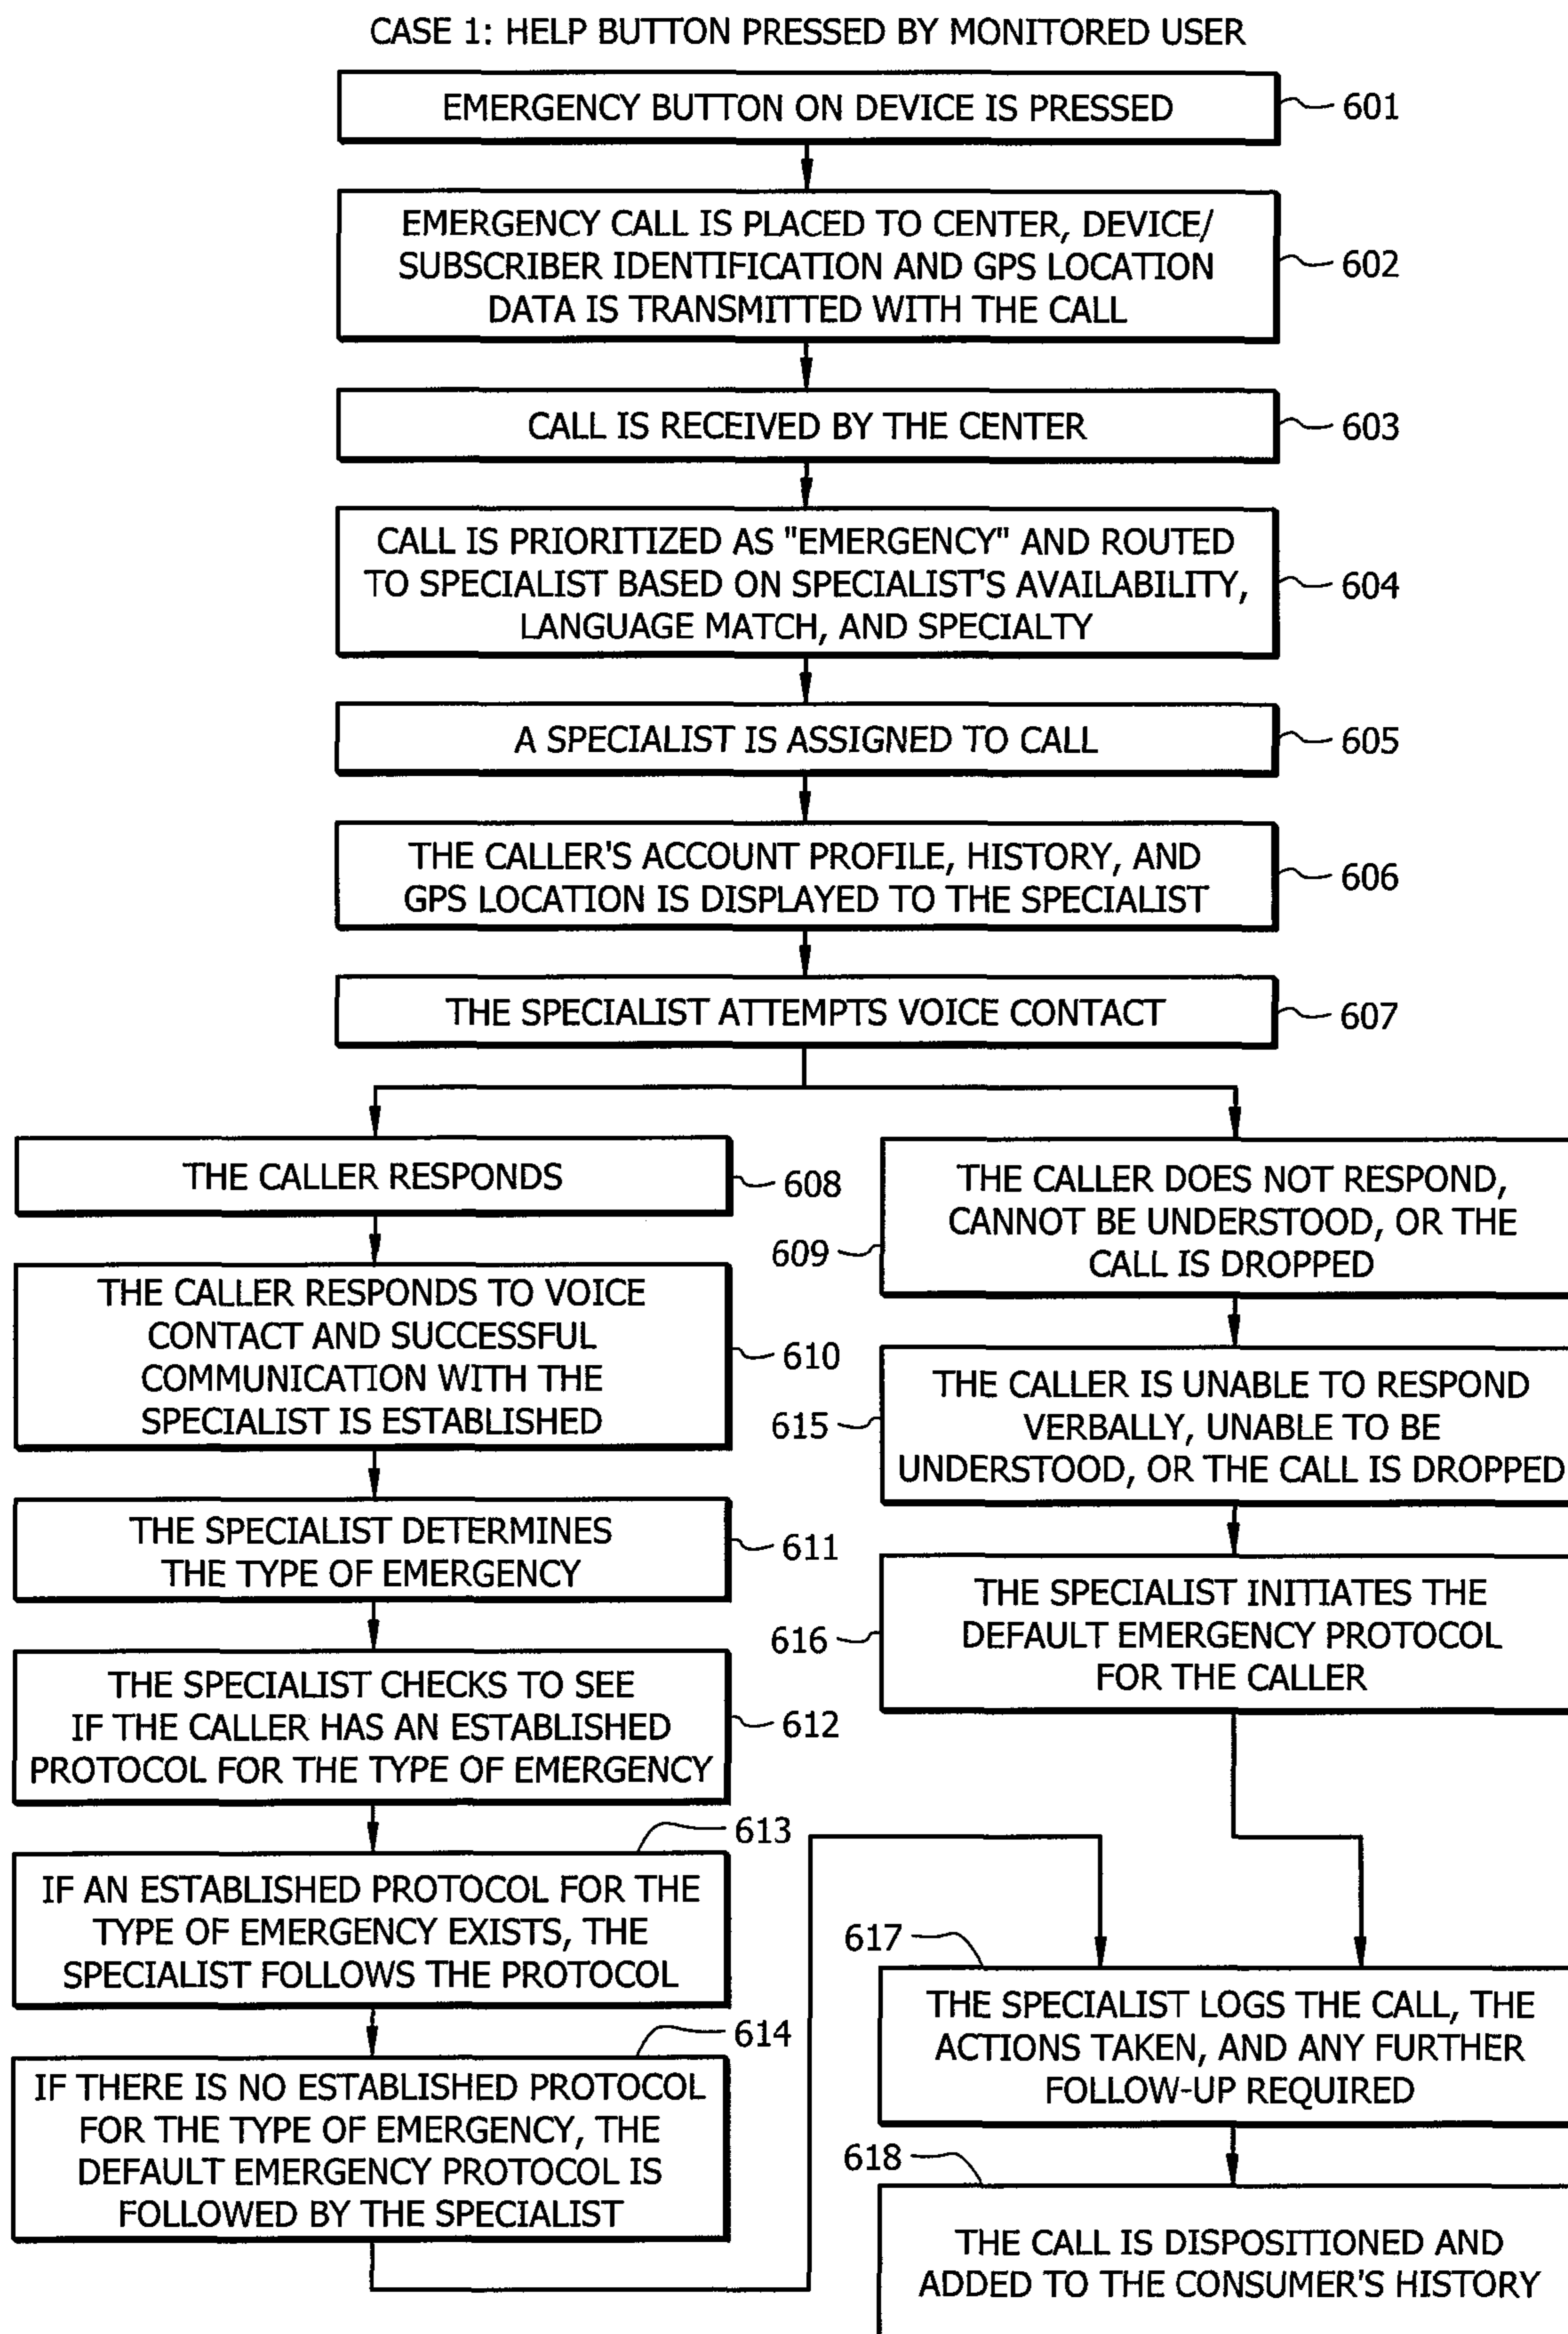 CASE 1: HELP BUTTON PRESSED BY MONITORED USER
EMERGENCY BUTTON ON DEVICE IS PRESSED
601
EMERGENCY CALL IS PLACED TO CENTER, DEVICE/
SUBSCRIBER IDENTIFICATION AND GPS LOCATION
DATA IS TRANSMITTED WITH THE CALL
602
CALL IS RECEIVED BY THE CENTER
603
CALL IS PRIORITIZED AS "EMERGENCY" AND ROUTED
TO SPECIALIST BASED ON SPECIALIST'S AVAILABILITY,
LANGUAGE MATCH, AND SPECIALTY
604
A SPECIALIST IS ASSIGNED TO CALL
605
THE CALLER'S ACCOUNT PROFILE, HISTORY, AND
GPS LOCATION IS DISPLAYED TO THE SPECIALIST
606
THE SPECIALIST ATTEMPTS VOICE CONTACT
607
THE CALLER RESPONDS
608
THE CALLER RESPONDS TO VOICE
CONTACT AND SUCCESSFUL
COMMUNICATION WITH THE
SPECIALIST IS ESTABLISHED
610
THE SPECIALIST DETERMINES
THE TYPE OF EMERGENCY
611
THE SPECIALIST CHECKS TO SEE
IF THE CALLER HAS AN ESTABLISHED
PROTOCOL FOR THE TYPE OF EMERGENCY
612
613
IF AN ESTABLISHED PROTOCOL FOR THE
TYPE OF EMERGENCY EXISTS, THE
SPECIALIST FOLLOWS THE PROTOCOL
614
IF THERE IS NO ESTABLISHED PROTOCOL
FOR THE TYPE OF EMERGENCY, THE
DEFAULT EMERGENCY PROTOCOL IS
FOLLOWED BY THE SPECIALIST
THE CALLER DOES NOT RESPOND,
CANNOT BE UNDERSTOOD, OR THE
CALL IS DROPPED
609
THE CALLER IS UNABLE TO RESPOND
VERBALLY, UNABLE TO BE
UNDERSTOOD, OR THE CALL IS DROPPED
615
THE SPECIALIST INITIATES THE
DEFAULT EMERGENCY PROTOCOL
FOR THE CALLER
616
617
THE SPECIALIST LOGS THE CALL, THE
ACTIONS TAKEN, AND ANY FURTHER
FOLLOW-UP REQUIRED
618
THE CALL IS DISPOSITIONED AND
ADDED TO THE CONSUMER'S HISTORY